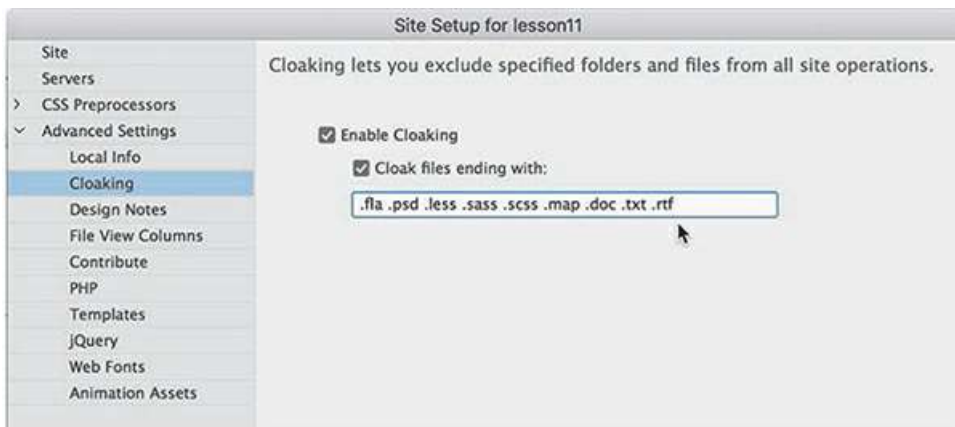 Site Setup for lesson11
Site
Servers
CSS Preprocessors
Advanced Settings
Local Info
Cloaking
Design Notes
File View Columns
Contribute
PHP
Templates
jQuery
Web Fonts
Animation Assets
Cloaking lets you exclude specified folders and files from all site operations.
Enable Cloaking
Cloak files ending with:
.fla .psd .less .sass .scss .map .doc .txt .rtf